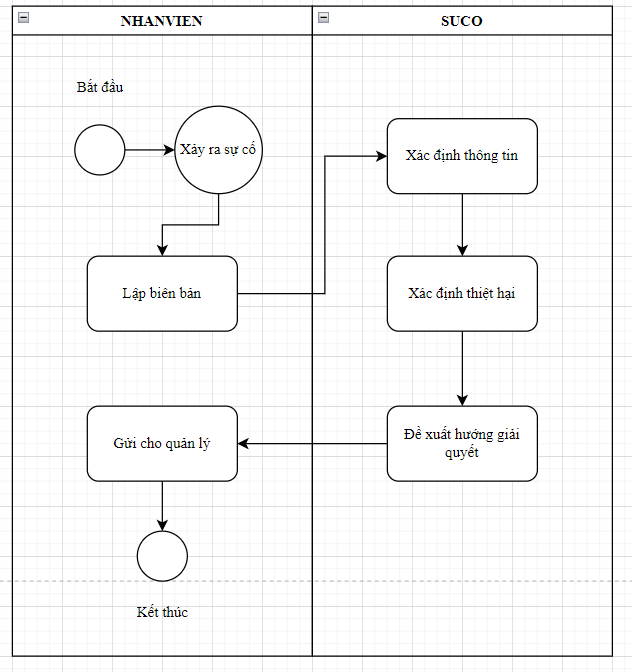 NHANVIEN
SUCO
Bắt đầu
Xảy ra sự cố
Xác định thông tin
Lập biên bản
Xác định thiệt hại
Gửi cho quản lý
Đề xuất hướng giải
quyết
Kết thúc